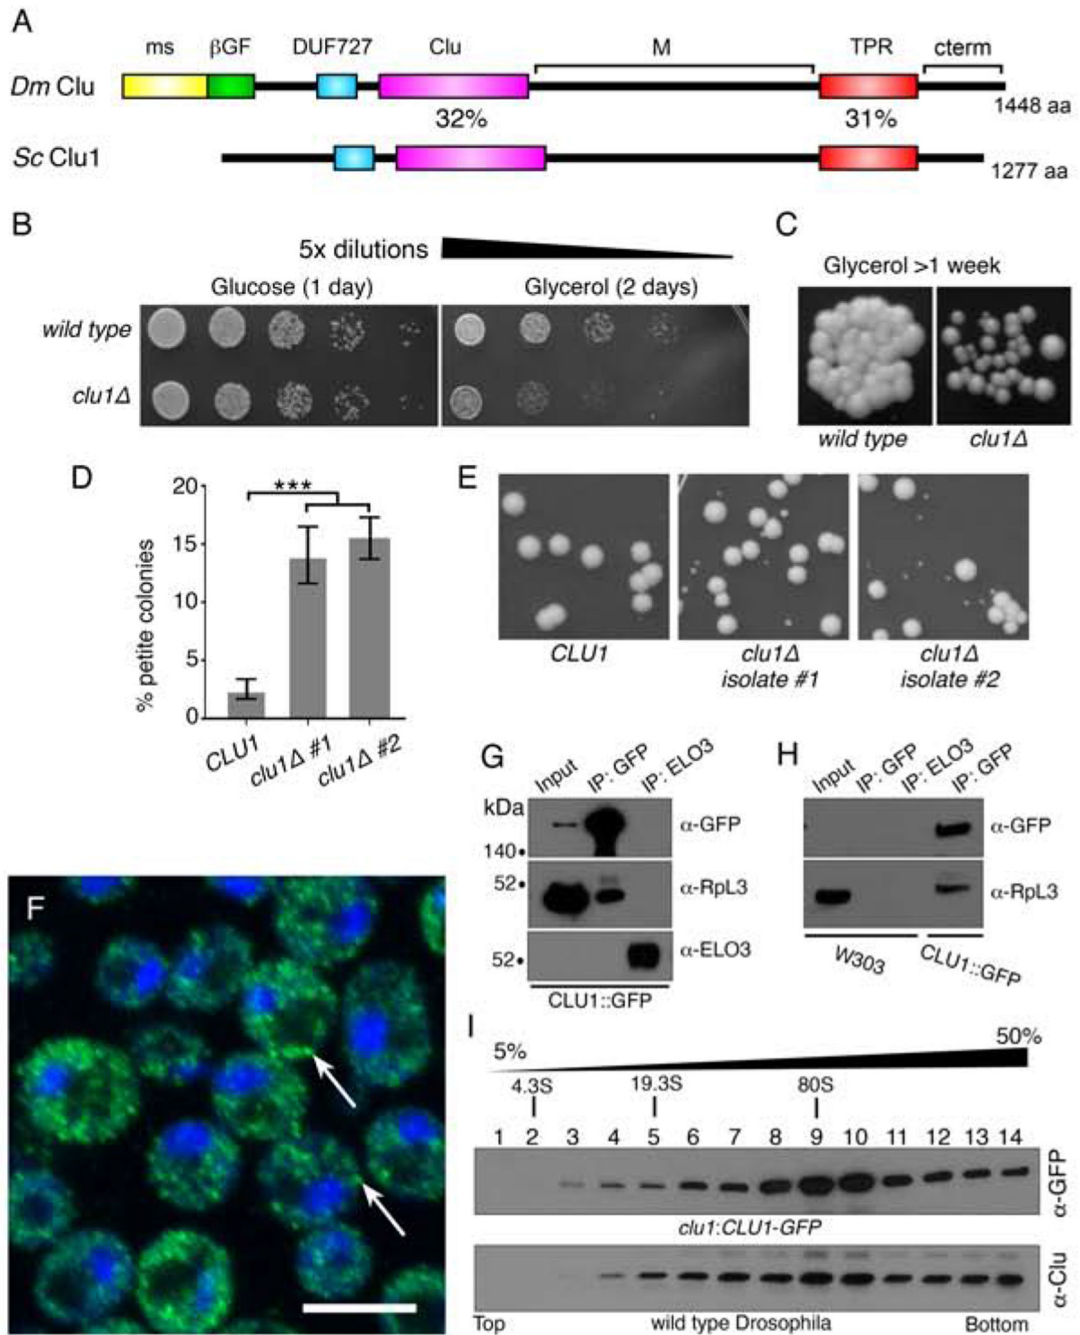 A
ms βGF DUF727 Clu M TPR cterm
Dm Clu
1448 aa
32% 31%
Sc Clu1
1277 aa
B
5x dilutions
Glucose (1 day) Glycerol (2 days)
wild type
clu1Δ
C
Glycerol >1 week
wild type clu1Δ
D
% petite colonies
20
15
10
5
0
***
CLU1 clu1Δ #1 clu1Δ #2
E
CLU1 clu1Δ clu1Δ
isolate #1 isolate #2
F
G
Input IP: GFP IP: ELO3
kDa
α-GFP
140
52 α-RpL3
52 α-ELO3
CLU1::GFP
H
Input IP: GFP IP: ELO3 IP: GFP
α-GFP
α-RpL3
W303 CLU1::GFP
I
5% 50%
4.3S 19.3S 80S
1 2 3 4 5 6 7 8 9 10 11 12 13 14
α-GFP
clu1:CLU1-GFP
α-Clu
Top wild type Drosophila Bottom